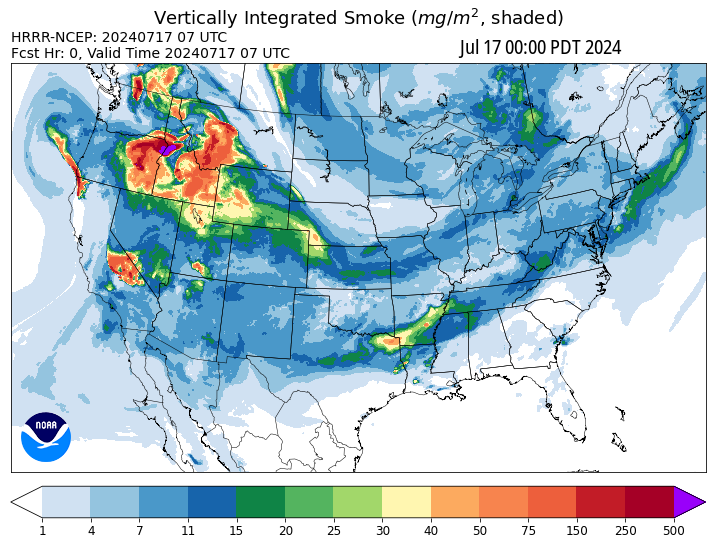 Vertically Integrated Smoke (mg/m², shaded)
HRRR-NCEP: 20240717 07 UTC
Fcst Hr: 0, Valid Time 20240717 07 UTC
Jul 17 00:00 PDT 2024
NOAA
1 4 7 11 15 20 25 30 40 50 75 150 250 500